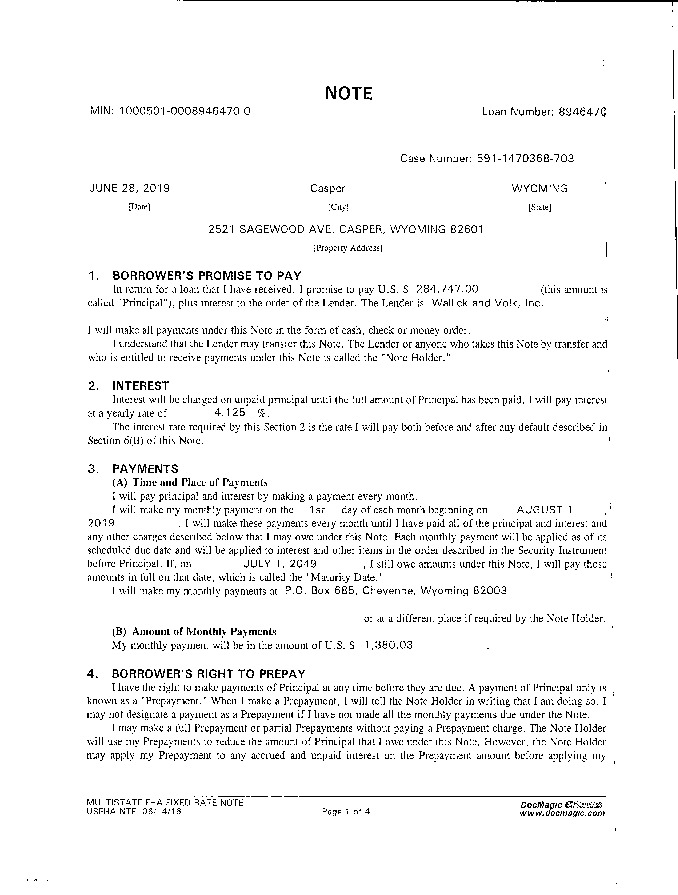 NOTE
MIN: 1000501-0008946470-0 Loan Number: 8946470
Case Number: 591-1470368-703
JUNE 28, 2019 Casper WYOMING
[Date] [City] [State]
2521 SAGEWOOD AVE, CASPER, WYOMING 82601
[Property Address]
1. BORROWER'S PROMISE TO PAY
In return for a loan that I have received, I promise to pay U.S. $ 284,747.00 (this amount is
called "Principal"), plus interest to the order of the Lender. The Lender is Wallick and Volk, Inc.
I will make all payments under this Note in the form of cash, check or money order.
I understand that the Lender may transfer this Note. The Lender or anyone who takes this Note by transfer and
who is entitled to receive payments under this Note is called the "Note Holder."
2. INTEREST
Interest will be charged on unpaid principal until the full amount of Principal has been paid. I will pay interest
at a yearly rate of 4.125 %.
The interest rate required by this Section 2 is the rate I will pay both before and after any default described in
Section 6(B) of this Note.
3. PAYMENTS
(A) Time and Place of Payments
I will pay principal and interest by making a payment every month.
I will make my monthly payment on the 1st day of each month beginning on AUGUST 1 ,
2019 . I will make these payments every month until I have paid all of the principal and interest and
any other charges described below that I may owe under this Note. Each monthly payment will be applied as of its
scheduled due date and will be applied to interest and other items in the order described in the Security Instrument
before Principal. If, on JULY 1, 2049 , I still owe amounts under this Note, I will pay those
amounts in full on that date, which is called the "Maturity Date."
I will make my monthly payments at P.O. Box 685, Cheyenne, Wyoming 82003
or at a different place if required by the Note Holder.
(B) Amount of Monthly Payments
My monthly payment will be in the amount of U.S. $ 1,380.03 .
4. BORROWER'S RIGHT TO PREPAY
I have the right to make payments of Principal at any time before they are due. A payment of Principal only is
known as a "Prepayment." When I make a Prepayment, I will tell the Note Holder in writing that I am doing so. I
may not designate a payment as a Prepayment if I have not made all the monthly payments due under the Note.
I may make a full Prepayment or partial Prepayments without paying a Prepayment charge. The Note Holder
will use my Prepayments to reduce the amount of Principal that I owe under this Note. However, the Note Holder
may apply my Prepayment to any accrued and unpaid interest on the Prepayment amount before applying my
MULTISTATE FHA FIXED RATE NOTE DocMagic
USFHA.NTF Page 1 of 4 www.docmagic.com